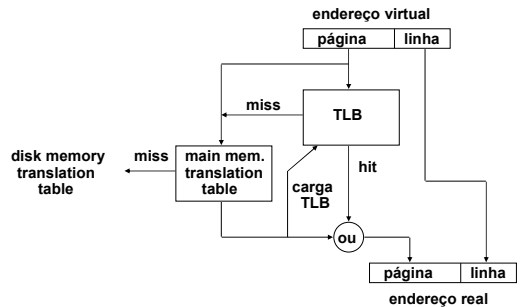 endereço virtual
página linha
miss
TLB
disk memory
translation
table
miss
main mem.
translation
table
hit
carga
TLB
ou
página linha
endereço real